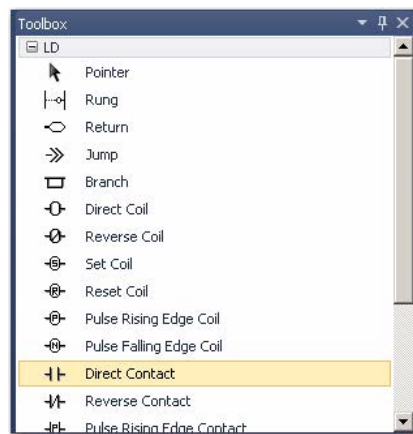 Toolbox
LD
Pointer
Rung
Return
Jump
Branch
Direct Coil
Reverse Coil
S Set Coil
R Reset Coil
P Pulse Rising Edge Coil
N Pulse Falling Edge Coil
Direct Contact
Reverse Contact
P Pulse Rising Edge Contact